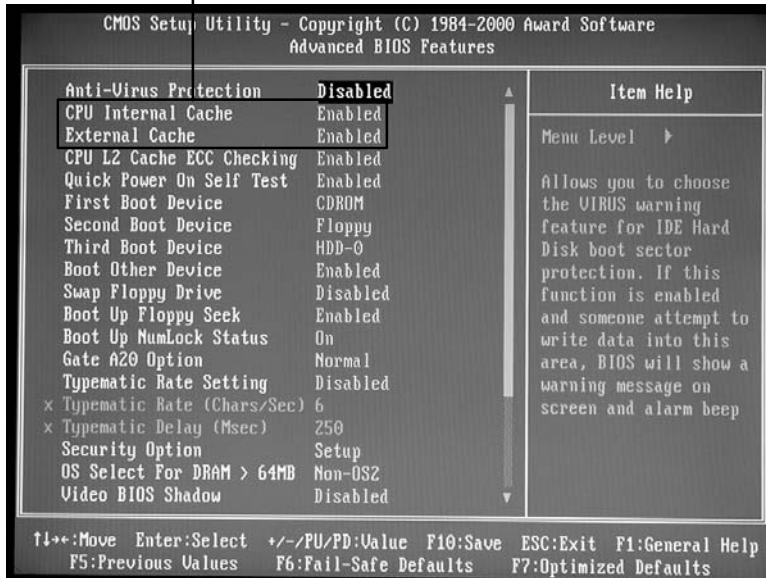 CMOS Setup Utility - Copyright (C) 1984-2000 Award Software
Advanced BIOS Features
Anti-Virus Protection Disabled
CPU Internal Cache Enabled
External Cache Enabled
CPU L2 Cache ECC Checking Enabled
Quick Power On Self Test Enabled
First Boot Device CDROM
Second Boot Device Floppy
Third Boot Device HDD-0
Boot Other Device Enabled
Swap Floppy Drive Disabled
Boot Up Floppy Seek Enabled
Boot Up NumLock Status On
Gate A20 Option Normal
Typematic Rate Setting Disabled
x Typematic Rate (Chars/Sec) 6
x Typematic Delay (Msec) 250
Security Option Setup
OS Select For DRAM > 64MB Non-OS2
Video BIOS Shadow Disabled
Item Help
Menu Level
Allows you to choose
the VIRUS warning
feature for IDE Hard
Disk boot sector
protection. If this
function is enabled
and someone attempt to
write data into this
area, BIOS will show a
warning message on
screen and alarm beep
↑↓→←:Move Enter:Select +/-/PU/PD:Value F10:Save ESC:Exit F1:General Help
F5:Previous Values F6:Fail-Safe Defaults F7:Optimized Defaults